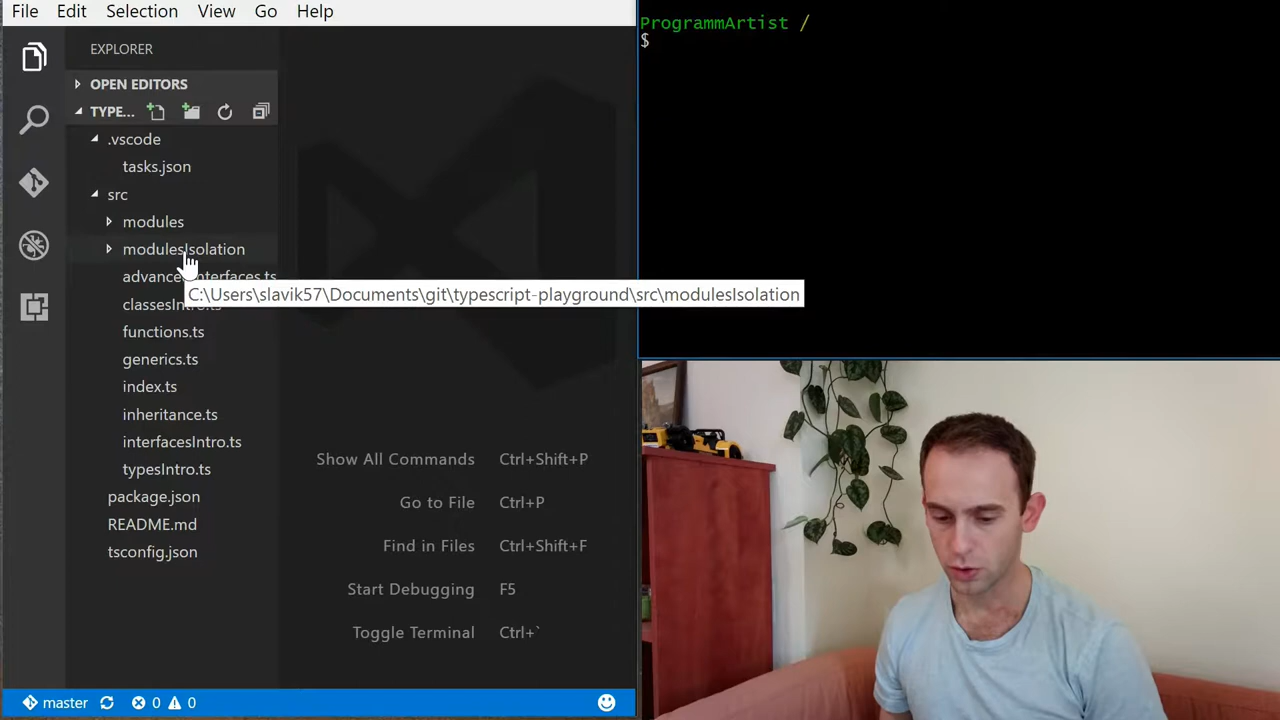 File Edit Selection View Go Help
EXPLORER
OPEN EDITORS
TYPE...
.vscode
tasks.json
src
modules
modulesIsolation
C:\Users\slavik57\Documents\git\typescript-playground\src\modulesIsolation
functions.ts
generics.ts
index.ts
inheritance.ts
interfacesIntro.ts
typesIntro.ts
package.json
README.md
tsconfig.json
Show All Commands Ctrl+Shift+P
Go to File Ctrl+P
Find in Files Ctrl+Shift+F
Start Debugging F5
Toggle Terminal Ctrl+`
master 0 0
ProgrammArtist /
$